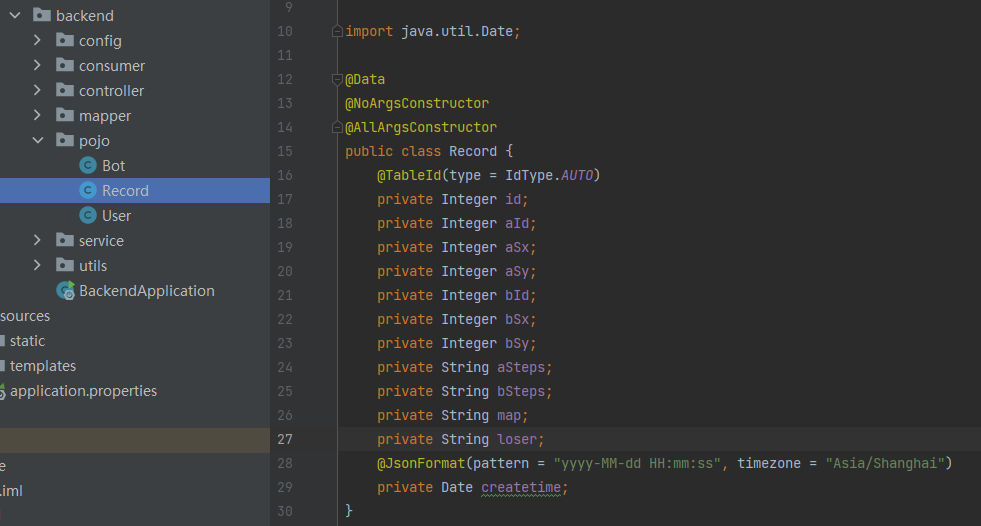 backend
config
consumer
controller
mapper
pojo
Bot
Record
User
service
utils
BackendApplication
sources
static
templates
application.properties
e
.iml
9
10 import java.util.Date;
11
12 @Data
13 @NoArgsConstructor
14 @AllArgsConstructor
15 public class Record {
16 @TableId(type = IdType.AUTO)
17 private Integer id;
18 private Integer aId;
19 private Integer aSx;
20 private Integer aSy;
21 private Integer bId;
22 private Integer bSx;
23 private Integer bSy;
24 private String aSteps;
25 private String bSteps;
26 private String map;
27 private String loser;
28 @JsonFormat(pattern = "yyyy-MM-dd HH:mm:ss", timezone = "Asia/Shanghai")
29 private Date createtime;
30 }